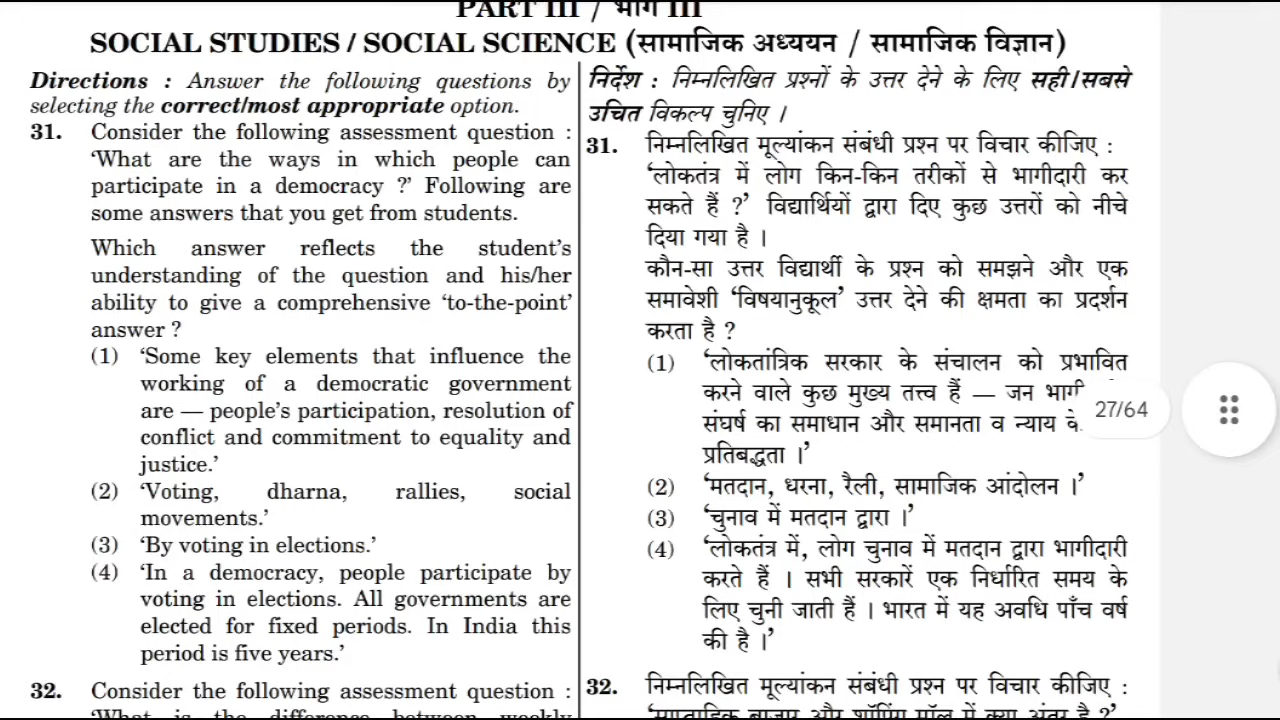 PART III / भाग III
SOCIAL STUDIES / SOCIAL SCIENCE (सामाजिक अध्ययन / सामाजिक विज्ञान)
Directions : Answer the following questions by
selecting the correct/most appropriate option.
31. Consider the following assessment question :
‘What are the ways in which people can
participate in a democracy ?’ Following are
some answers that you get from students.
Which answer reflects the student’s
understanding of the question and his/her
ability to give a comprehensive ‘to-the-point’
answer ?
(1) ‘Some key elements that influence the
working of a democratic government
are — people’s participation, resolution of
conflict and commitment to equality and
justice.’
(2) ‘Voting, dharna, rallies, social
movements.’
(3) ‘By voting in elections.’
(4) ‘In a democracy, people participate by
voting in elections. All governments are
elected for fixed periods. In India this
period is five years.’
32. Consider the following assessment question :
‘What is the difference between weekly
निर्देश : निम्नलिखित प्रश्नों के उत्तर देने के लिए सही/सबसे
उचित विकल्प चुनिए ।
31. निम्नलिखित मूल्यांकन संबंधी प्रश्न पर विचार कीजिए :
‘लोकतंत्र में लोग किन-किन तरीकों से भागीदारी कर
सकते हैं ?’ विद्यार्थियों द्वारा दिए कुछ उत्तरों को नीचे
दिया गया है ।
कौन-सा उत्तर विद्यार्थी के प्रश्न को समझने और एक
समावेशी ‘विषयानुकूल’ उत्तर देने की क्षमता का प्रदर्शन
करता है ?
(1) ‘लोकतांत्रिक सरकार के संचालन को प्रभावित
करने वाले कुछ मुख्य तत्त्व हैं — जन
संघर्ष का समाधान और समानता व न्याय
प्रतिबद्धता ।’
(2) ‘मतदान, धरना, रैली, सामाजिक आंदोलन ।’
(3) ‘चुनाव में मतदान द्वारा ।’
(4) ‘लोकतंत्र में, लोग चुनाव में मतदान द्वारा भागीदारी
करते हैं । सभी सरकारें एक निर्धारित समय के
लिए चुनी जाती हैं । भारत में यह अवधि पाँच वर्ष
की है ।’
32. निम्नलिखित मूल्यांकन संबंधी प्रश्न पर विचार कीजिए :
‘साप्ताहिक बाज़ार और शॉपिंग मॉल में क्या अंतर है ?’
27/64